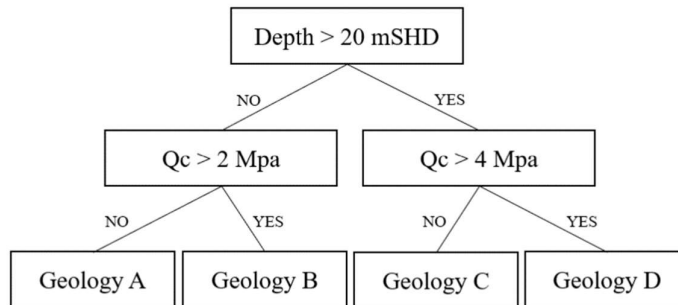 Depth > 20 mSHD
NO
YES
Qc > 2 Mpa
Qc > 4 Mpa
NO
YES
NO
YES
Geology A
Geology B
Geology C
Geology D